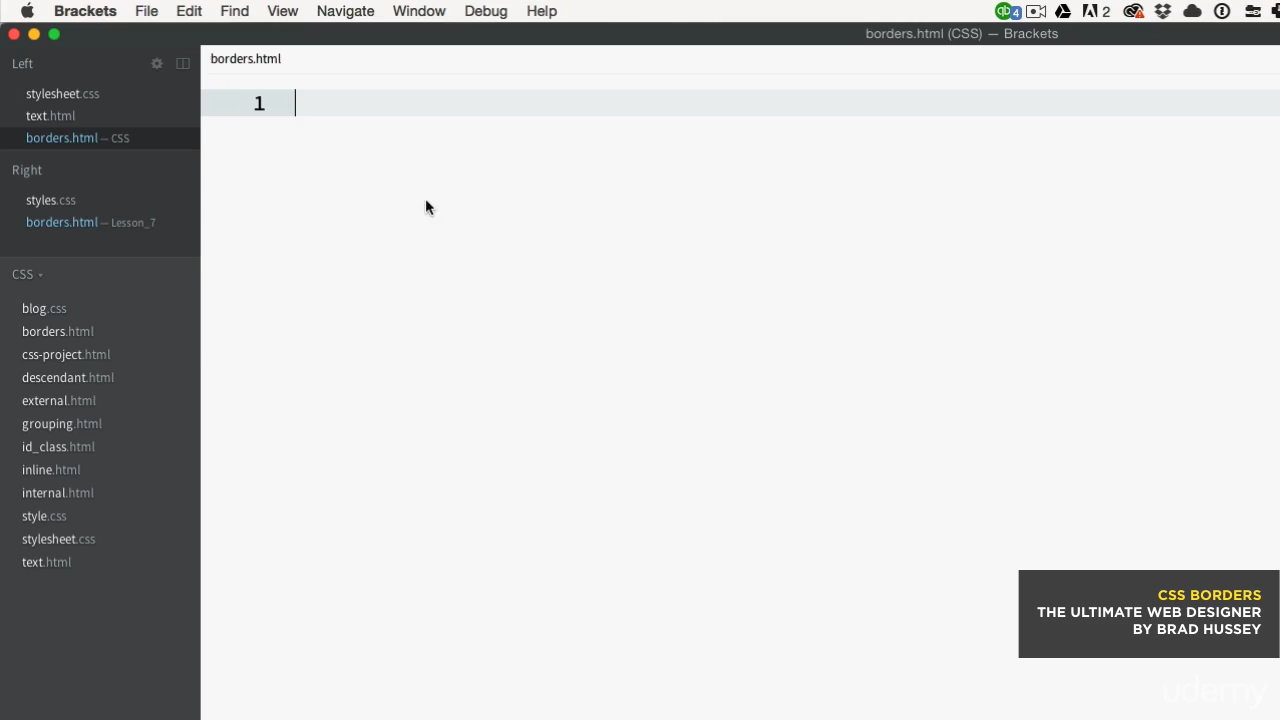 Brackets File Edit Find View Navigate Window Debug Help 4 2
borders.html (CSS) — Brackets
Left
stylesheet.css
text.html
borders.html — CSS
Right
styles.css
borders.html — Lesson_7
CSS
blog.css
borders.html
css-project.html
descendant.html
external.html
grouping.html
id_class.html
inline.html
internal.html
style.css
stylesheet.css
text.html
borders.html
1
CSS BORDERS
THE ULTIMATE WEB DESIGNER
BY BRAD HUSSEY
udemy